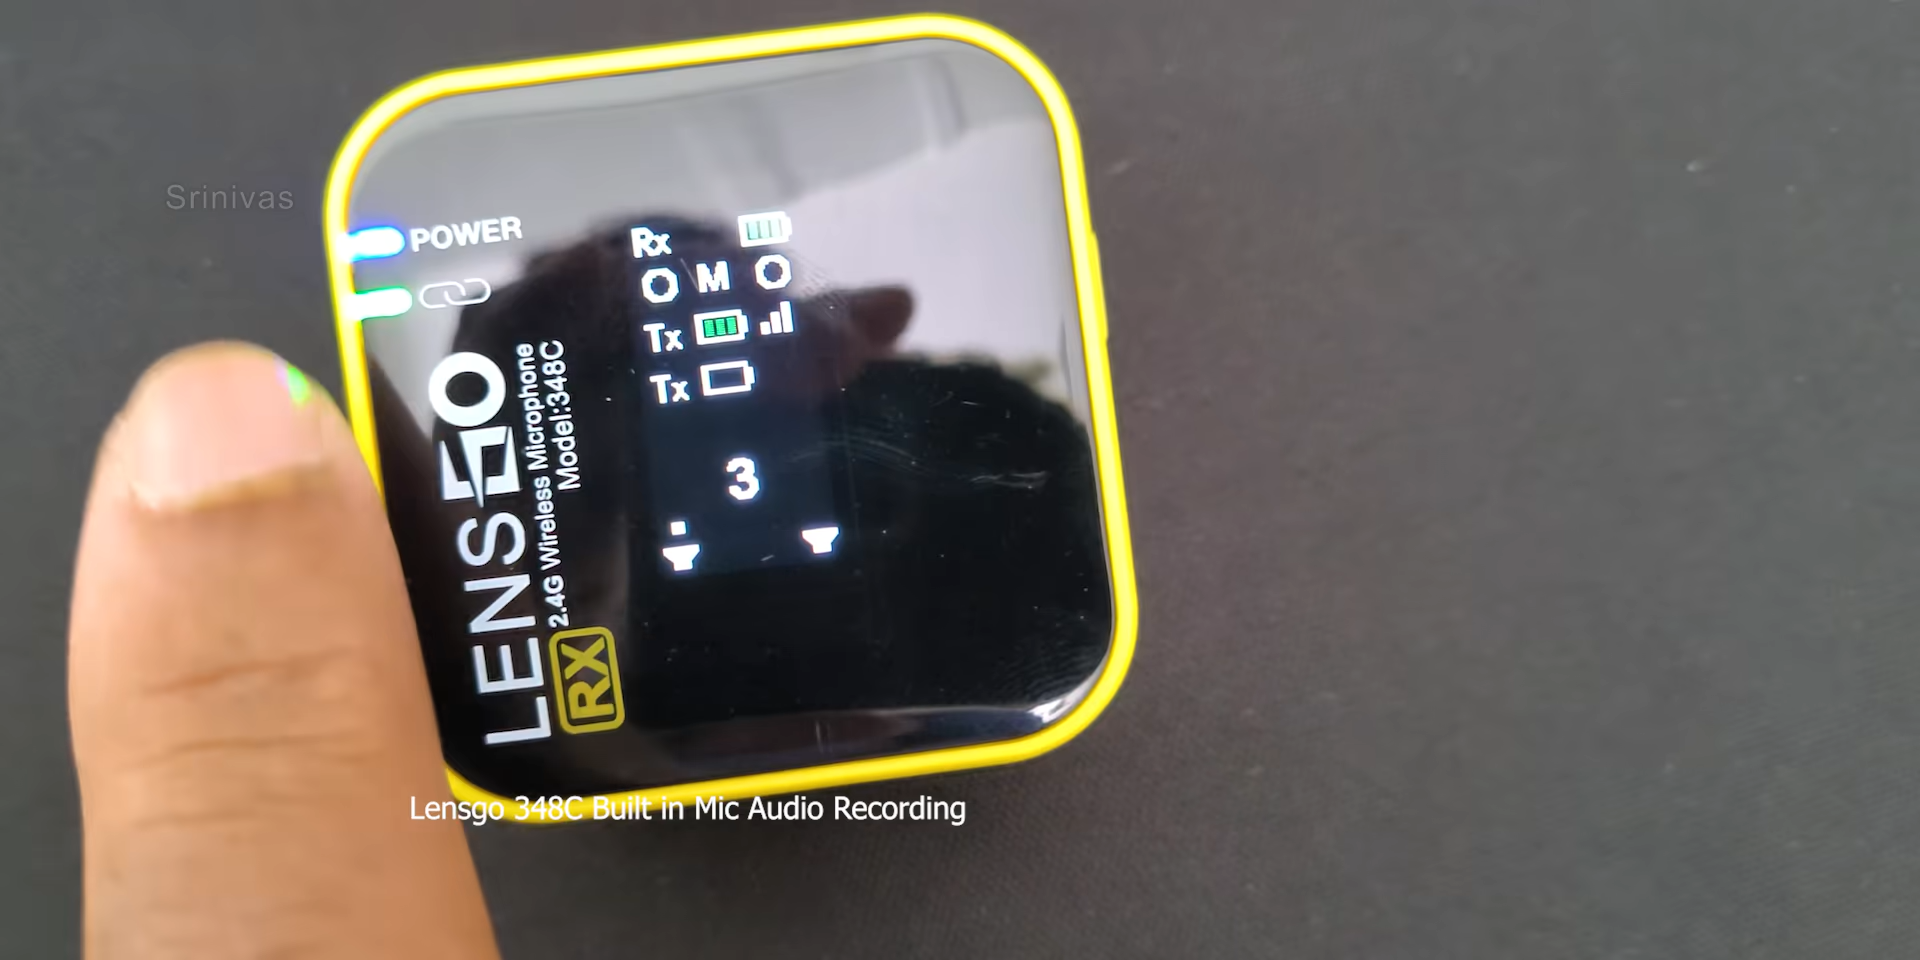 Srinivas
POWER
LENSGO
2.4G Wireless Microphone
Model:348C
RX
Rx
M
Tx
Tx
3
Lensgo 348C Built in Mic Audio Recording